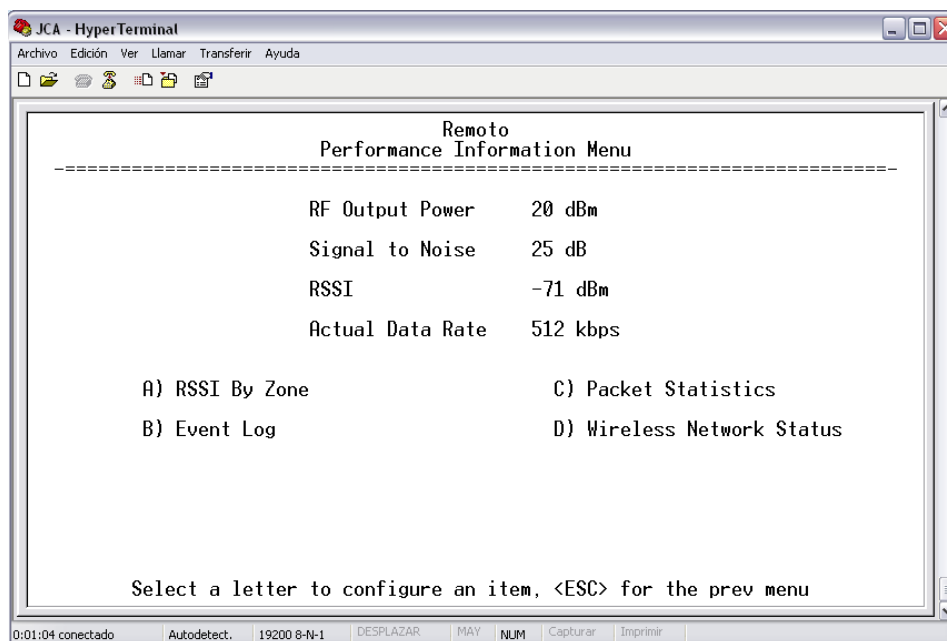 JCA - HyperTerminal
Archivo Edición Ver Llamar Transferir Ayuda
Remoto
Performance Information Menu
-==========================================================================-
RF Output Power 20 dBm
Signal to Noise 25 dB
RSSI -71 dBm
Actual Data Rate 512 kbps
A) RSSI By Zone C) Packet Statistics
B) Event Log D) Wireless Network Status
Select a letter to configure an item, <ESC> for the prev menu
0:01:04 conectado Autodetect. 19200 8-N-1 DESPLAZAR MAY NUM Capturar Imprimir